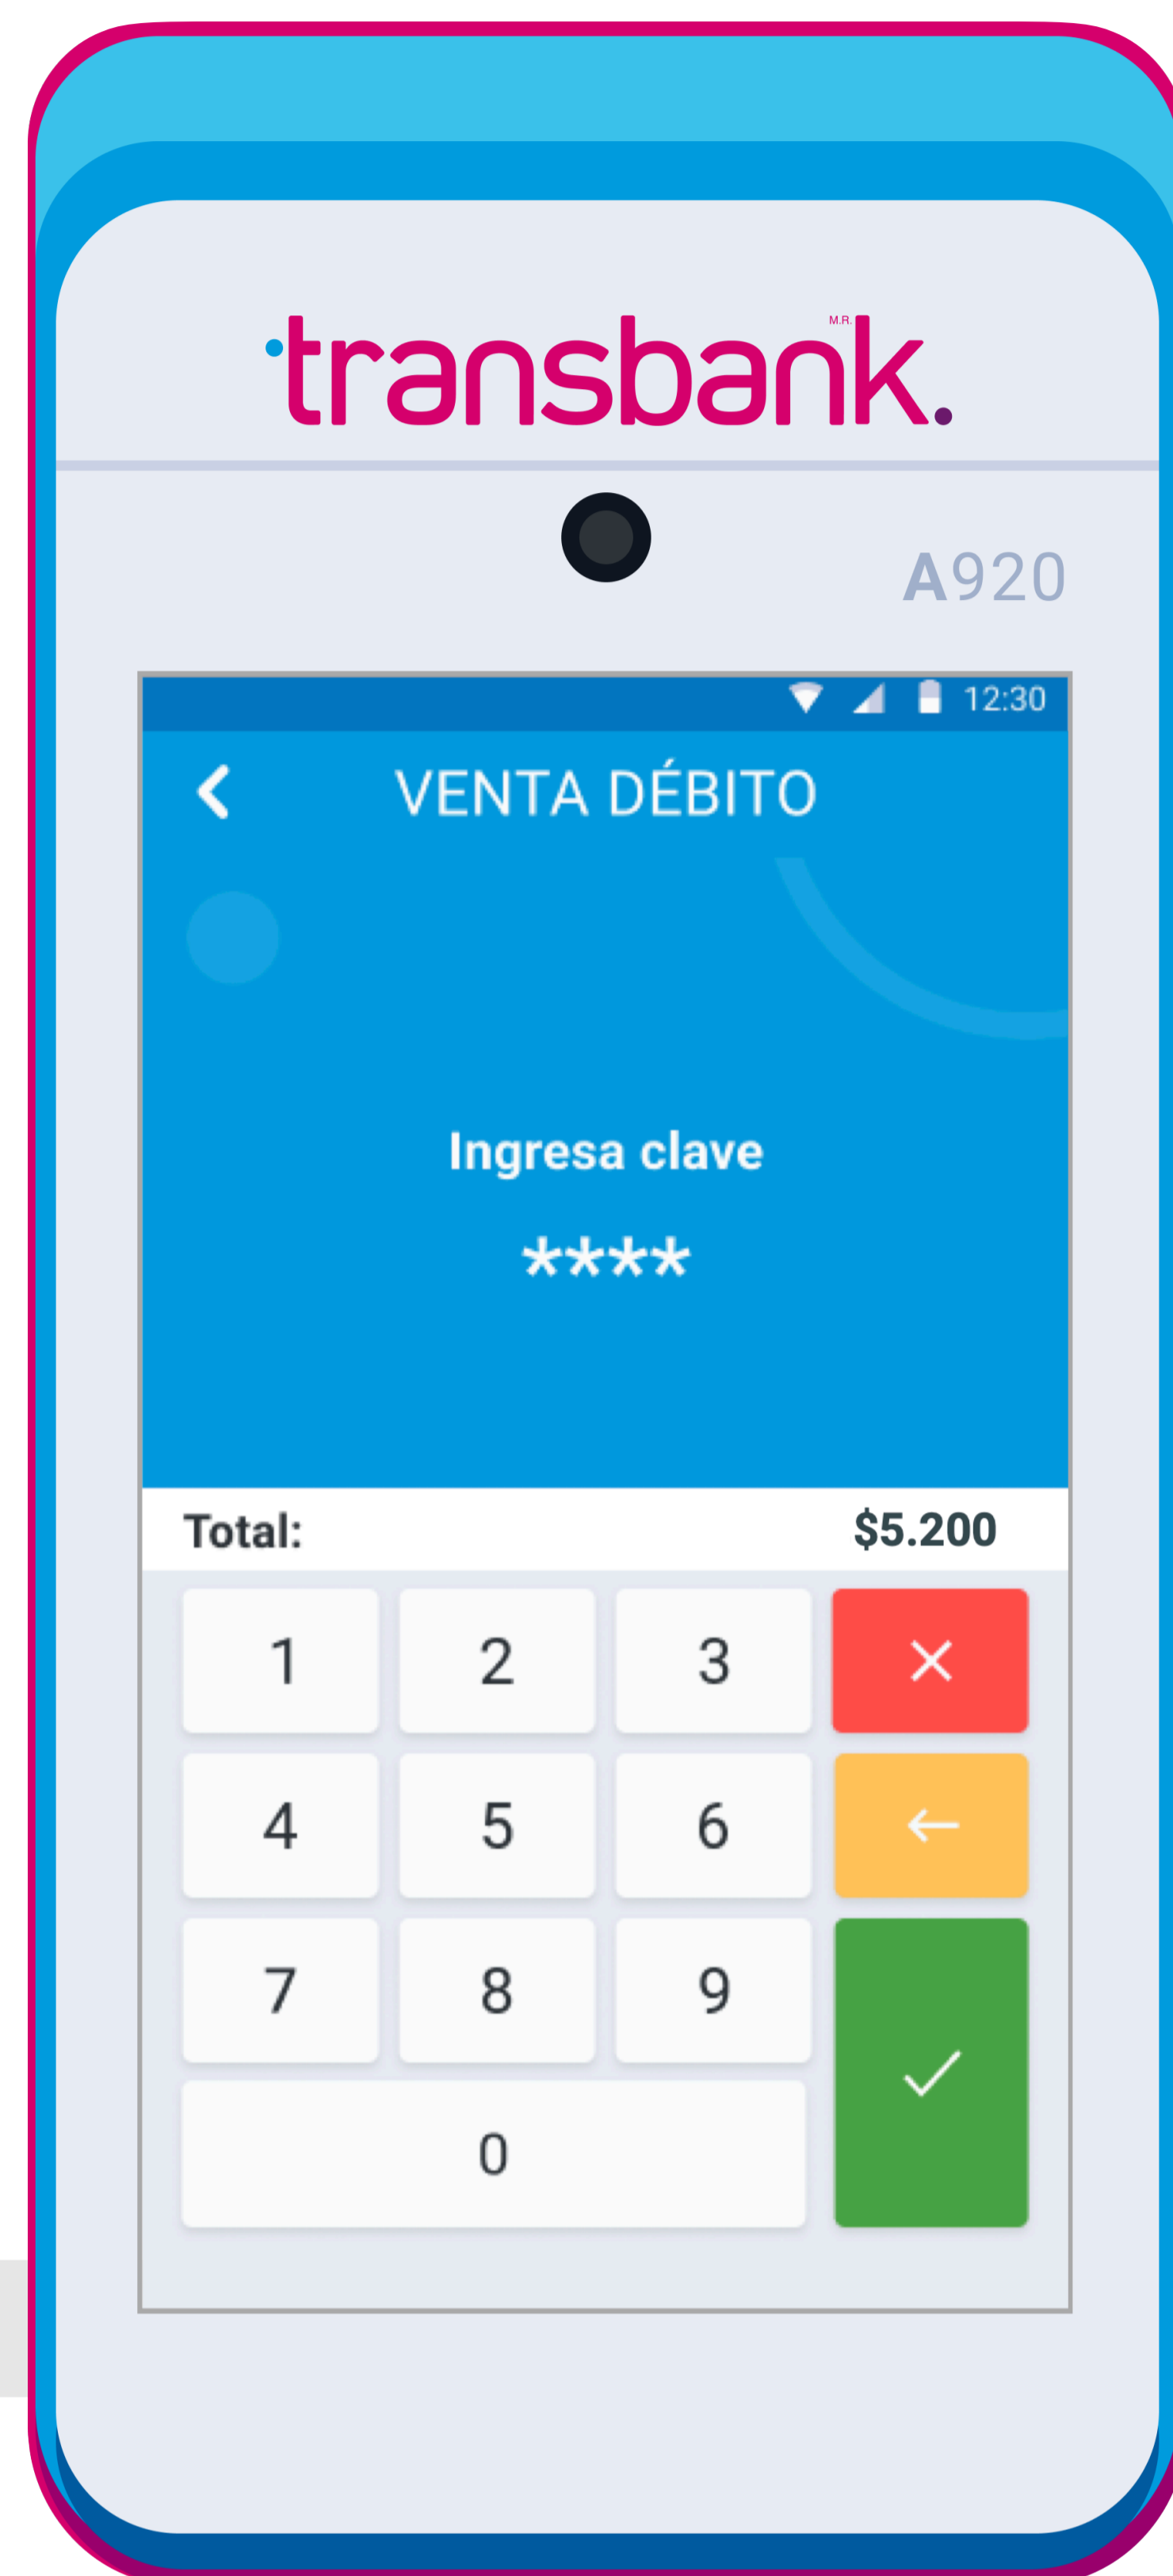 transbank.
M.R.
A920
12:30
VENTA DÉBITO
Ingresa clave
****
Total: $5.200
1 2 3
4 5 6
7 8 9
0